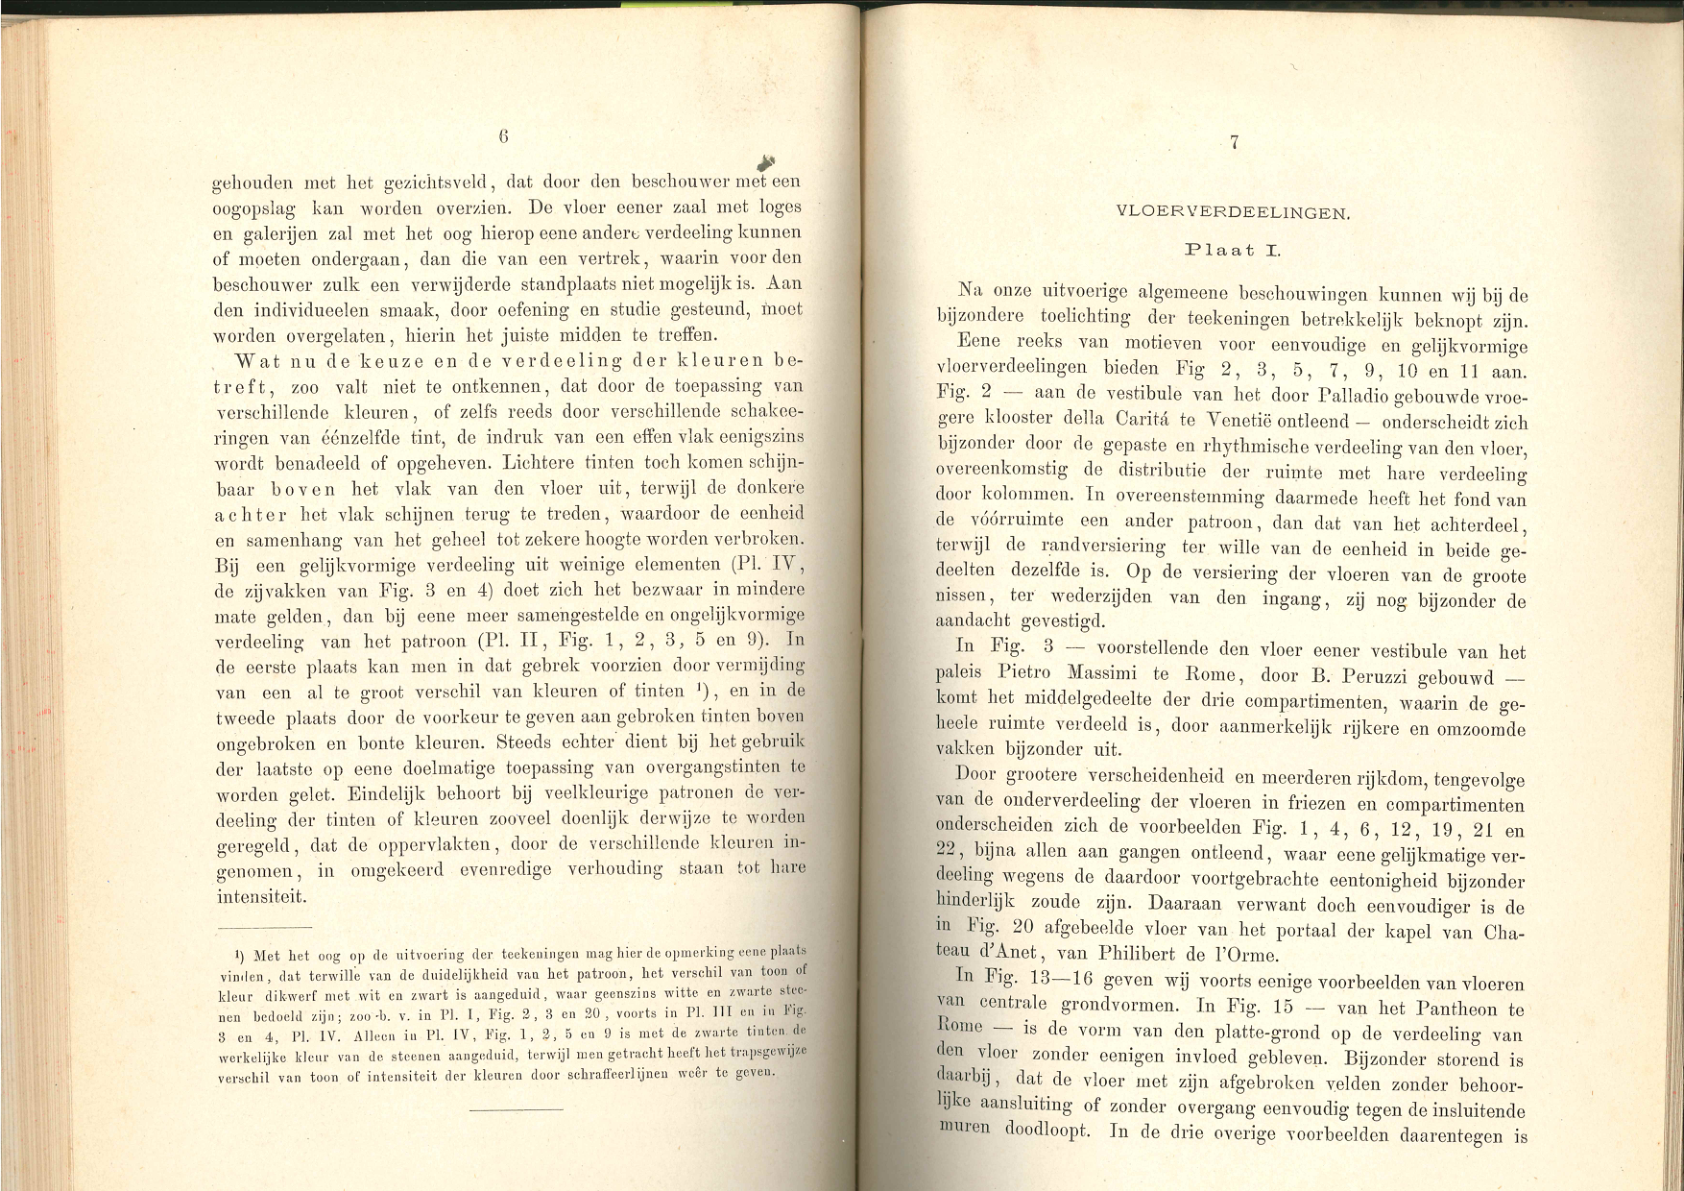 6
gehouden met het gezichtsveld, dat door den beschouwer met een
oogopslag kan worden overzien. De vloer eener zaal met loges
en galerijen zal met het oog hierop eene andere verdeeling kunnen
of moeten ondergaan, dan die van een vertrek, waarin voor den
beschouwer zulk een verwijderde standplaats niet mogelijk is. Aan
den individueelen smaak, door oefening en studie gesteund, moet
worden overgelaten, hierin het juiste midden te treffen.
Wat nu de keuze en de verdeeling der kleuren be-
treft, zoo valt niet te ontkennen, dat door de toepassing van
verschillende kleuren, of zelfs reeds door verschillende schakee-
ringen van éénzelfde tint, de indruk van een effen vlak eenigszins
wordt benadeeld of opgeheven. Lichtere tinten toch komen schijn-
baar boven het vlak van den vloer uit, terwijl de donkere
achter het vlak schijnen terug te treden, waardoor de eenheid
en samenhang van het geheel tot zekere hoogte worden verbroken.
Bij een gelijkvormige verdeeling uit weinige elementen (Pl. IV,
de zijvakken van Fig. 3 en 4) doet zich het bezwaar in mindere
mate gelden, dan bij eene meer samengestelde en ongelijkvormige
verdeeling van het patroon (Pl. II, Fig. 1, 2, 3, 5 en 9). In
de eerste plaats kan men in dat gebrek voorzien door vermijding
van een al te groot verschil van kleuren of tinten ¹), en in de
tweede plaats door de voorkeur te geven aan gebroken tinten boven
ongebroken en bonte kleuren. Steeds echter dient bij het gebruik
der laatste op eene doelmatige toepassing van overgangstinten te
worden gelet. Eindelijk behoort bij veelkleurige patronen de ver-
deeling der tinten of kleuren zooveel doenlijk derwijze te worden
geregeld, dat de oppervlakten, door de verschillende kleuren in-
genomen, in omgekeerd evenredige verhouding staan tot hare
intensiteit.
¹) Met het oog op de uitvoering der teekeningen mag hier de opmerking eene plaats
vinden, dat terwille van de duidelijkheid van het patroon, het verschil van toon of
kleur dikwerf met wit en zwart is aangeduid, waar geenszins witte en zwarte stee-
nen bedoeld zijn; zoo b. v. in Pl. I, Fig. 2, 3 en 20, voorts in Pl. III en in Fig.
3 en 4, Pl. IV. Alleen in Pl. IV, Fig. 1, 2, 5 en 9 is met de zwarte tinten de
werkelijke kleur van de steenen aangeduid, terwijl men getracht heeft het trapsgewijze
verschil van toon of intensiteit der kleuren door schraffeerlijnen weêr te geven.
7
VLOERVERDEELINGEN.
Plaat I.
Na onze uitvoerige algemeene beschouwingen kunnen wij bij de
bijzondere toelichting der teekeningen betrekkelijk beknopt zijn.
Eene reeks van motieven voor eenvoudige en gelijkvormige
vloerverdeelingen bieden Fig 2, 3, 5, 7, 9, 10 en 11 aan.
Fig. 2 — aan de vestibule van het door Palladio gebouwde vroe-
gere klooster della Caritá te Venetië ontleend — onderscheidt zich
bijzonder door de gepaste en rhythmische verdeeling van den vloer,
overeenkomstig de distributie der ruimte met hare verdeeling
door kolommen. In overeenstemming daarmede heeft het fond van
de vóórruimte een ander patroon, dan dat van het achterdeel,
terwijl de randversiering ter wille van de eenheid in beide ge-
deelten dezelfde is. Op de versiering der vloeren van de groote
nissen, ter wederzijden van den ingang, zij nog bijzonder de
aandacht gevestigd.
In Fig. 3 — voorstellende den vloer eener vestibule van het
paleis Pietro Massimi te Rome, door B. Peruzzi gebouwd —
komt het middelgedeelte der drie compartimenten, waarin de ge-
heele ruimte verdeeld is, door aanmerkelijk rijkere en omzoomde
vakken bijzonder uit.
Door grootere verscheidenheid en meerderen rijkdom, tengevolge
van de onderverdeeling der vloeren in friezen en compartimenten
onderscheiden zich de voorbeelden Fig. 1, 4, 6, 12, 19, 21 en
22, bijna allen aan gangen ontleend, waar eene gelijkmatige ver-
deeling wegens de daardoor voortgebrachte eentonigheid bijzonder
hinderlijk zoude zijn. Daaraan verwant doch eenvoudiger is de
in Fig. 20 afgebeelde vloer van het portaal der kapel van Cha-
teau d'Anet, van Philibert de l'Orme.
In Fig. 13—16 geven wij voorts eenige voorbeelden van vloeren
van centrale grondvormen. In Fig. 15 — van het Pantheon te
Rome — is de vorm van den platte-grond op de verdeeling van
den vloer zonder eenigen invloed gebleven. Bijzonder storend is
daarbij, dat de vloer met zijn afgebroken velden zonder behoor-
lijke aansluiting of zonder overgang eenvoudig tegen de insluitende
muren doodloopt. In de drie overige voorbeelden daarentegen is